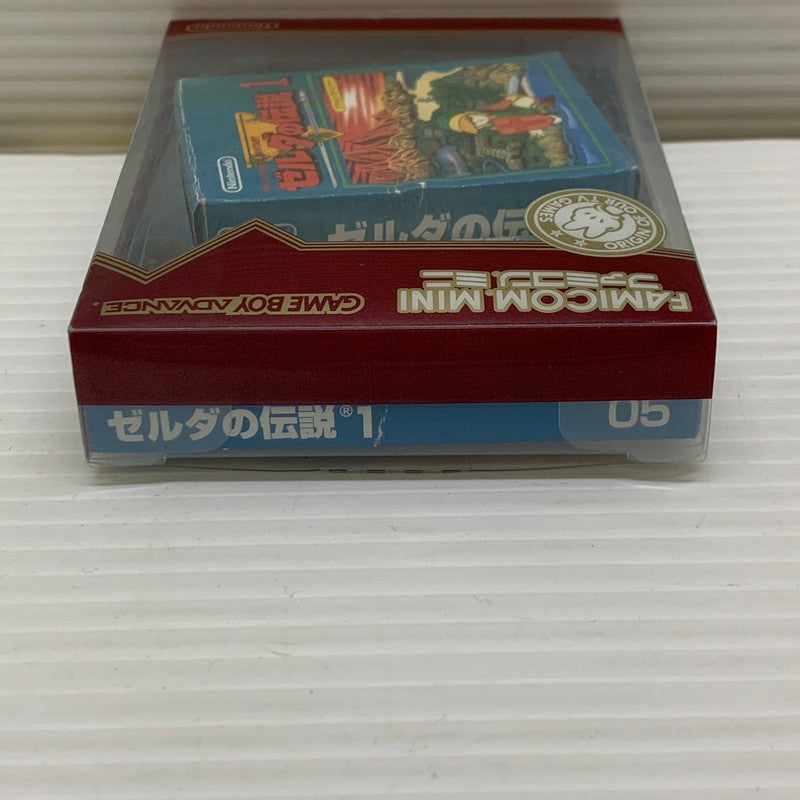 Nintendo
ゼルダの伝説 1
Nintendo
ゼルダの伝
ORIGIN OF OUR TV GAMES
FAMICOM MINI
ファミコンミニ
GAME BOY ADVANCE
ゼルダの伝説®1
05